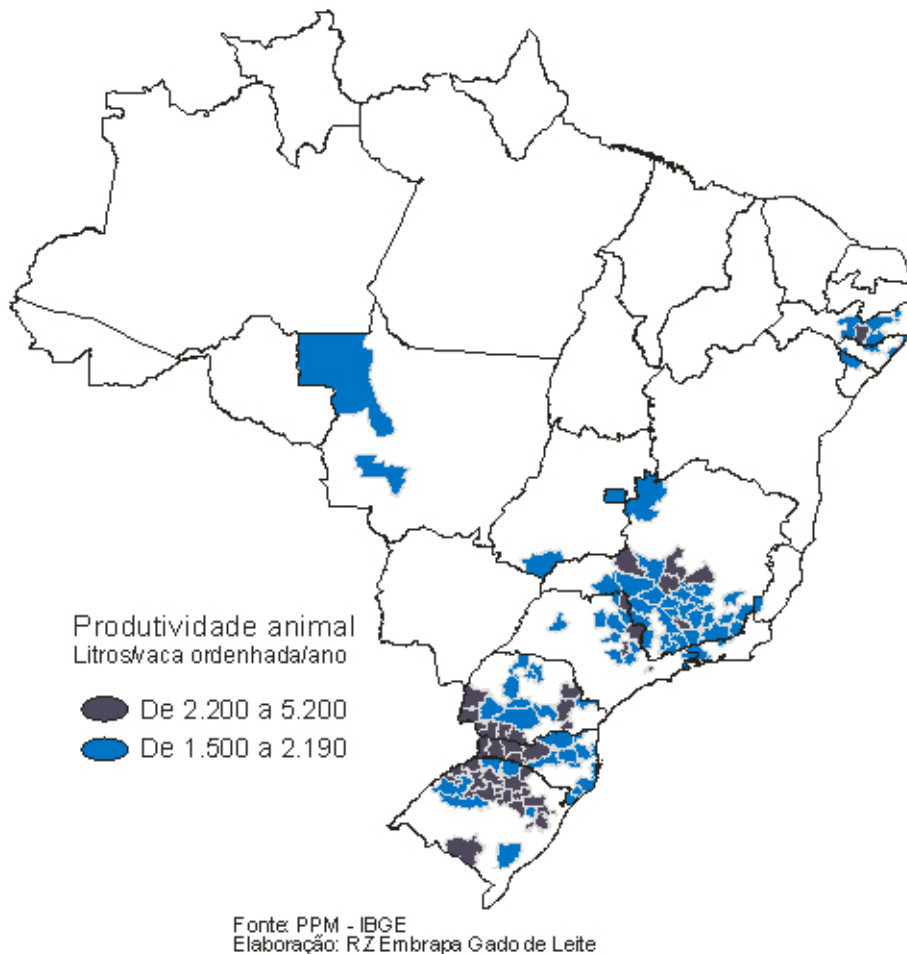 Produtividade animal
Litros/vaca ordenhada/ano
De 2.200 a 5.200
De 1.500 a 2.190
Fonte: PPM - IBGE
Elaboração: RZ Embrapa Gado de Leite